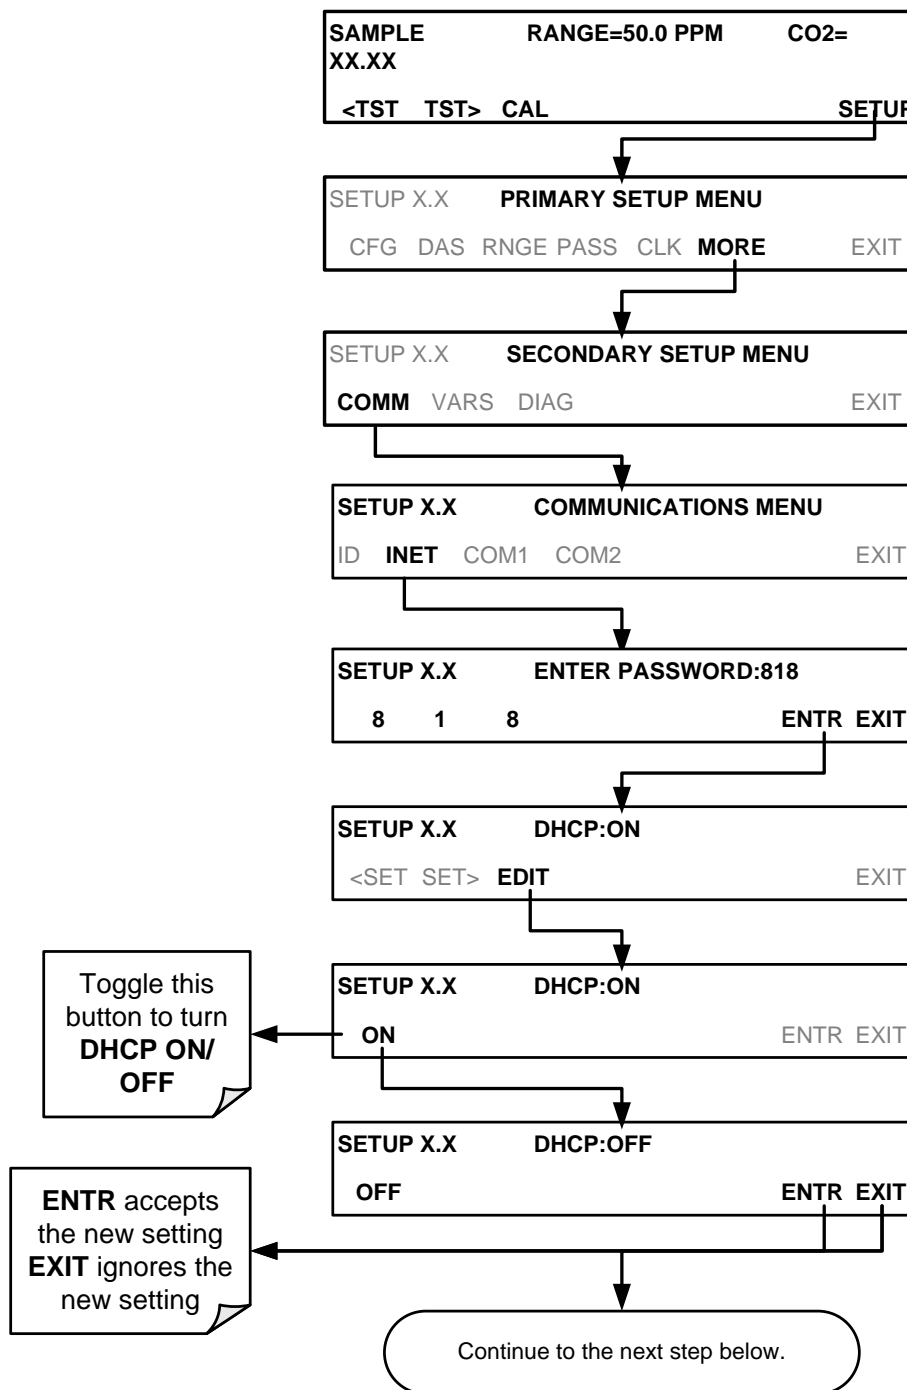 SAMPLE RANGE=50.0 PPM CO2=
XX.XX
<TST TST> CAL SETUP
SETUP X.X PRIMARY SETUP MENU
CFG DAS RNGE PASS CLK MORE EXIT
SETUP X.X SECONDARY SETUP MENU
COMM VARS DIAG EXIT
SETUP X.X COMMUNICATIONS MENU
ID INET COM1 COM2 EXIT
SETUP X.X ENTER PASSWORD:818
8 1 8 ENTR EXIT
SETUP X.X DHCP:ON
<SET SET> EDIT EXIT
Toggle this
button to turn
DHCP ON/
OFF
SETUP X.X DHCP:ON
ON ENTR EXIT
SETUP X.X DHCP:OFF
OFF ENTR EXIT
ENTR accepts
the new setting
EXIT ignores the
new setting
Continue to the next step below.